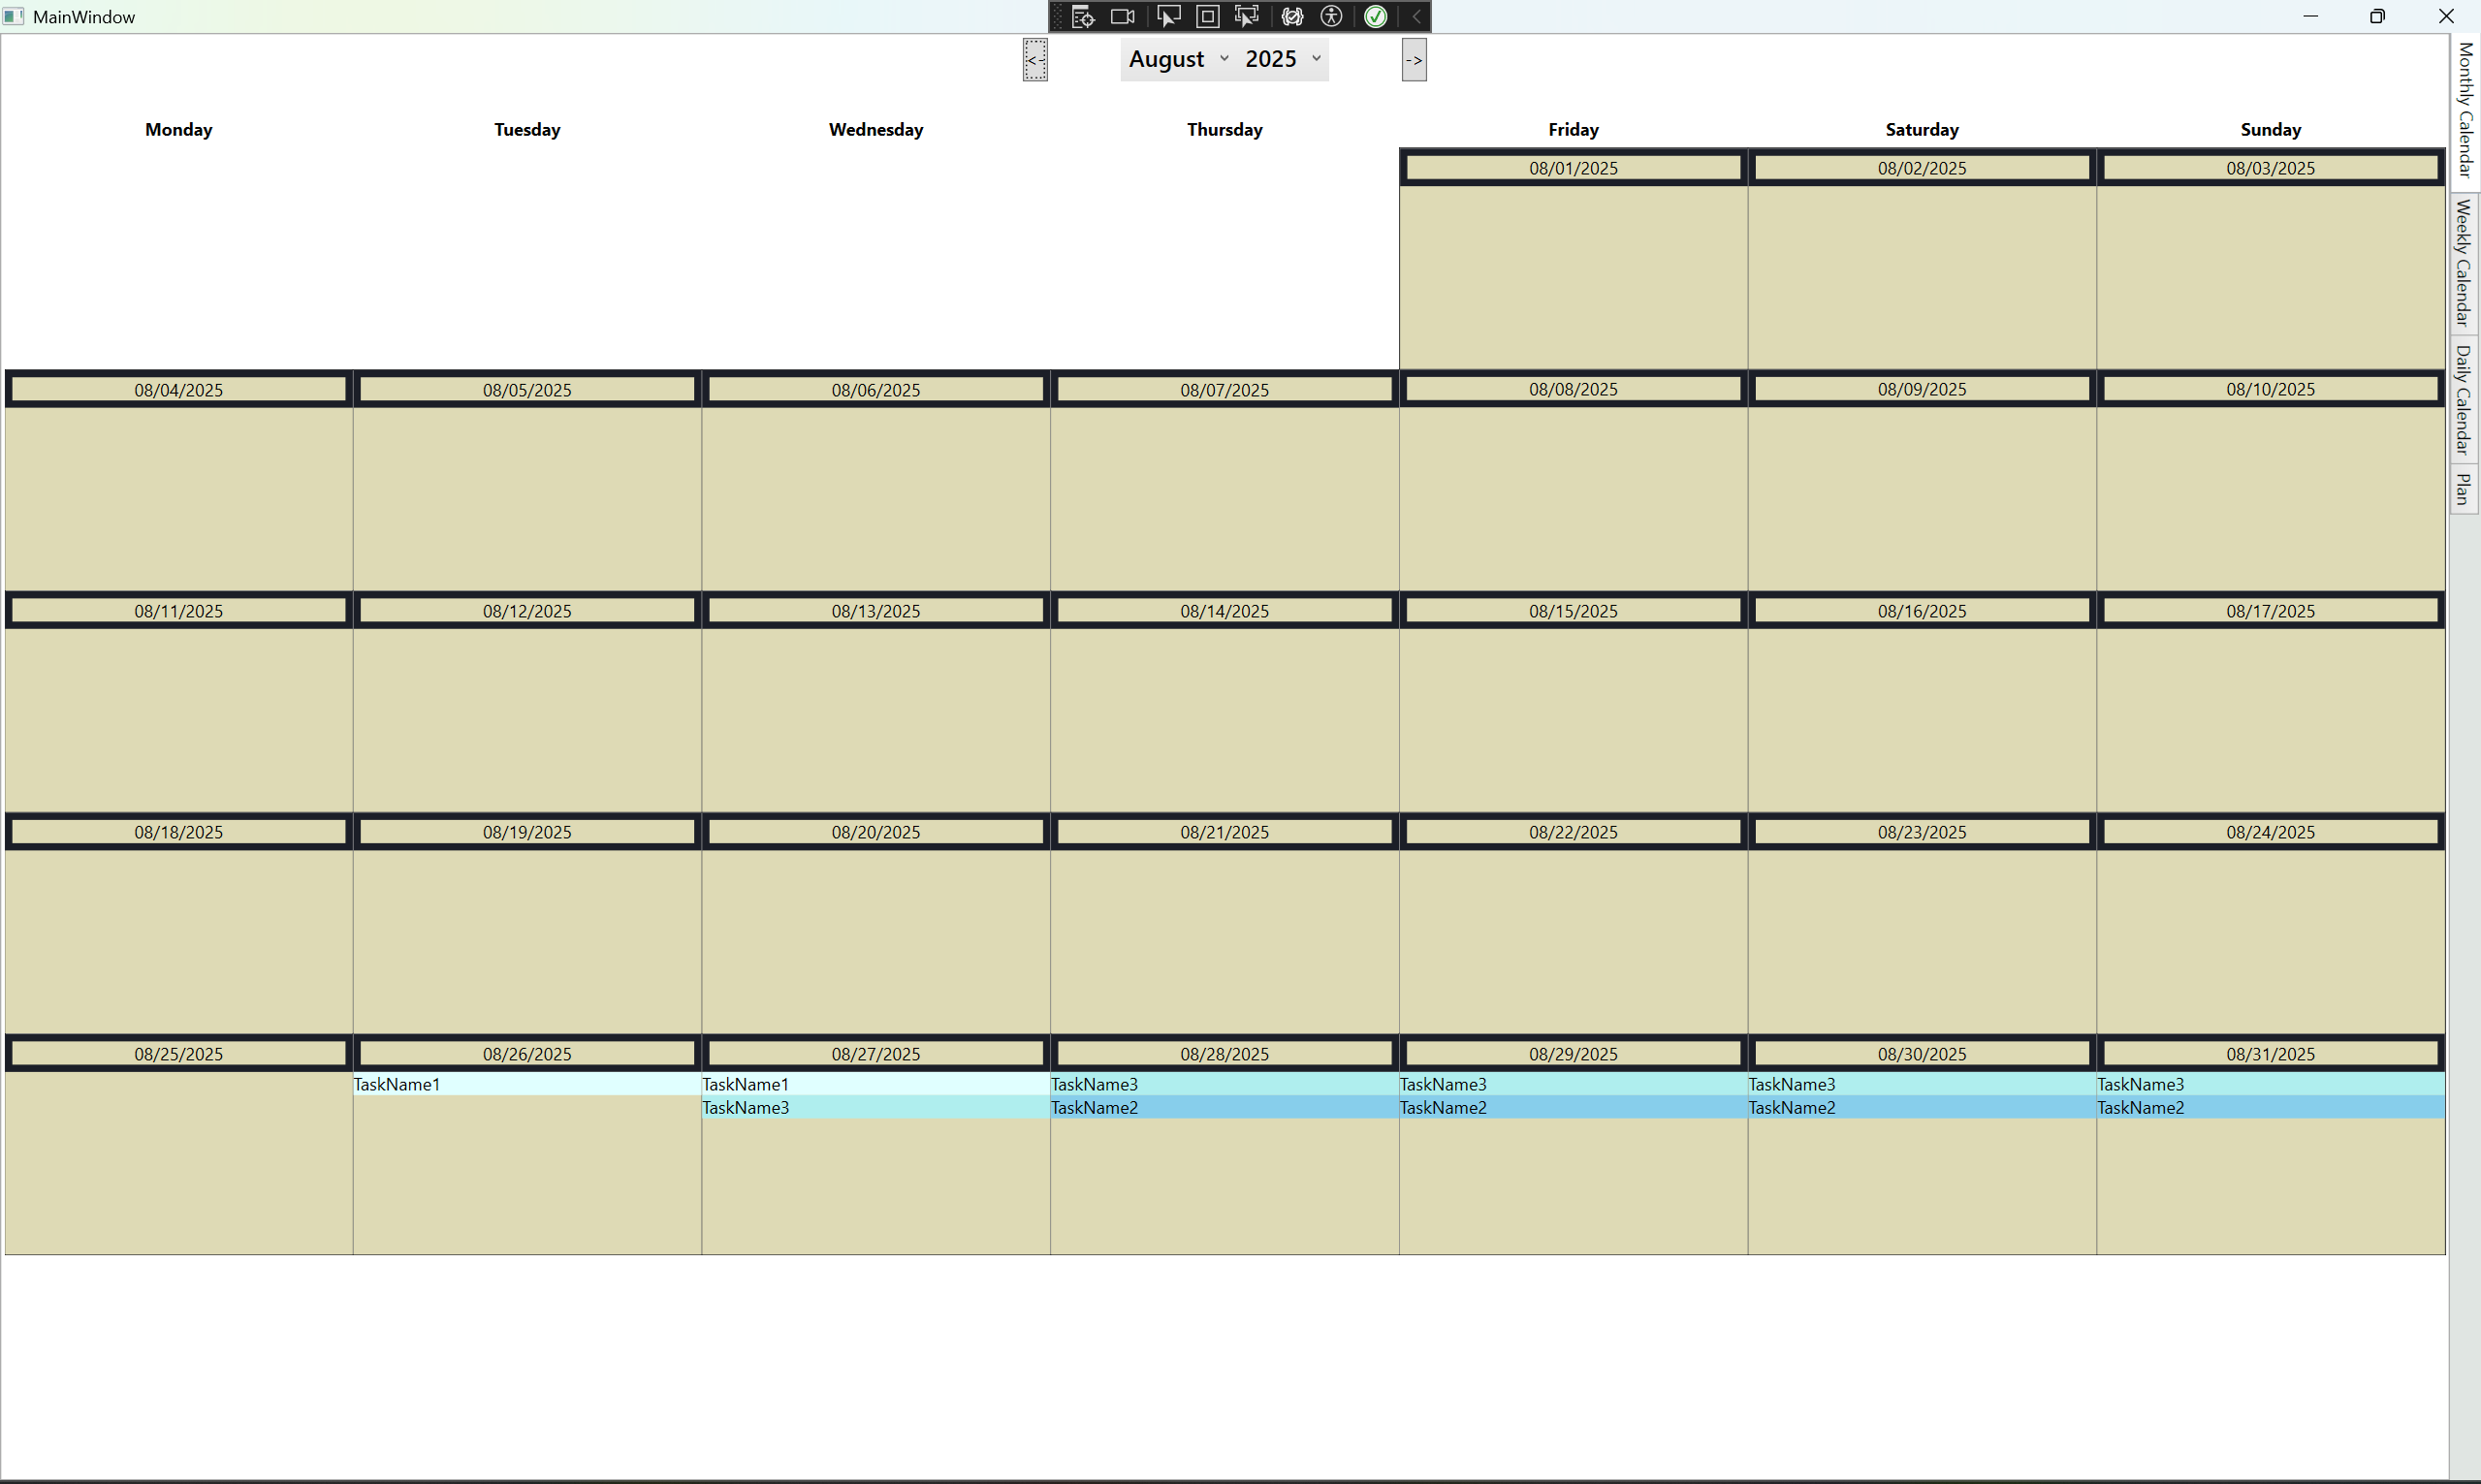 MainWindow
<- August 2025 ->
Monday Tuesday Wednesday Thursday Friday Saturday Sunday
08/01/2025 08/02/2025 08/03/2025
08/04/2025 08/05/2025 08/06/2025 08/07/2025 08/08/2025 08/09/2025 08/10/2025
08/11/2025 08/12/2025 08/13/2025 08/14/2025 08/15/2025 08/16/2025 08/17/2025
08/18/2025 08/19/2025 08/20/2025 08/21/2025 08/22/2025 08/23/2025 08/24/2025
08/25/2025 08/26/2025 08/27/2025 08/28/2025 08/29/2025 08/30/2025 08/31/2025
TaskName1 TaskName1 TaskName3 TaskName3 TaskName3 TaskName3
TaskName3 TaskName2 TaskName2 TaskName2 TaskName2
Monthly Calendar
Weekly Calendar
Daily Calendar
Plan